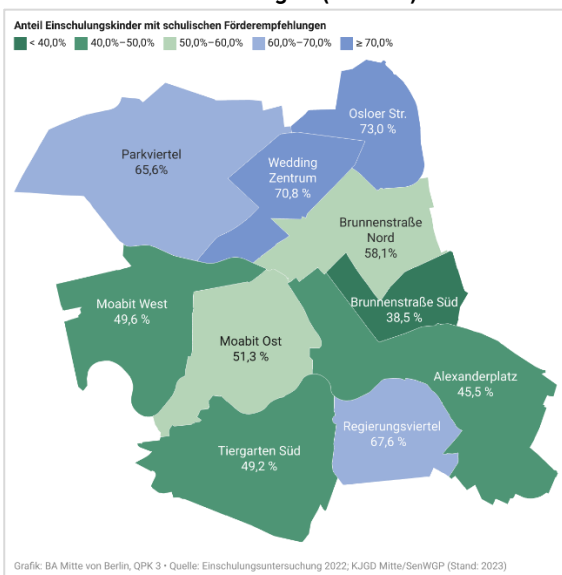 Anteil Einschulungskinder mit schulischen Förderempfehlungen
< 40,0% 40,0%–50,0% 50,0%–60,0% 60,0%–70,0% ≥ 70,0%
Osloer Str.
73,0 %
Parkviertel
65,6%
Wedding
Zentrum
70,8 %
Brunnenstraße
Nord
58,1%
Moabit West
49,6 %
Brunnenstraße Süd
38,5 %
Moabit Ost
51,3 %
Alexanderplatz
45,5 %
Regierungsviertel
67,6 %
Tiergarten Süd
49,2 %
Grafik: BA Mitte von Berlin, QPK 3 • Quelle: Einschulungsuntersuchung 2022; KJGD Mitte/SenWGP (Stand: 2023)